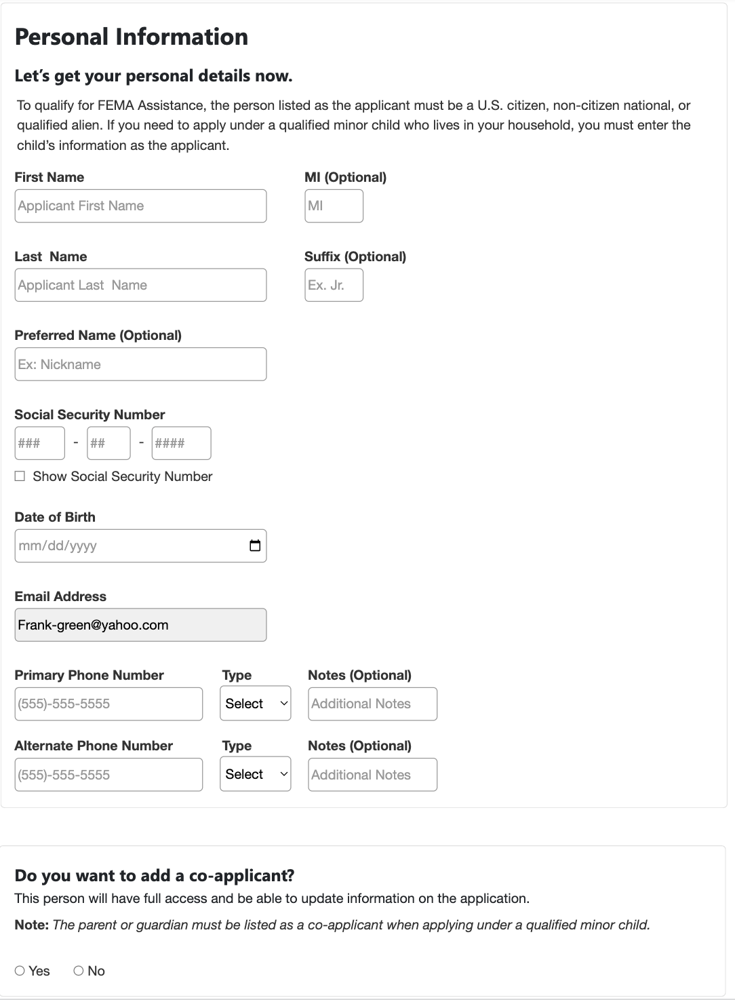 Personal Information
Let’s get your personal details now.
To qualify for FEMA Assistance, the person listed as the applicant must be a U.S. citizen, non-citizen national, or
qualified alien. If you need to apply under a qualified minor child who lives in your household, you must enter the
child’s information as the applicant.
First Name
MI (Optional)
Applicant First Name
MI
Last  Name
Suffix (Optional)
Applicant Last  Name
Ex. Jr.
Preferred Name (Optional)
Ex: Nickname
Social Security Number
### - ## - ####
Show Social Security Number
Date of Birth
mm/dd/yyyy
Email Address
Frank-green@yahoo.com
Primary Phone Number
Type
Notes (Optional)
(555)-555-5555
Select
Additional Notes
Alternate Phone Number
Type
Notes (Optional)
(555)-555-5555
Select
Additional Notes
Do you want to add a co-applicant?
This person will have full access and be able to update information on the application.
Note: The parent or guardian must be listed as a co-applicant when applying under a qualified minor child.
Yes
No